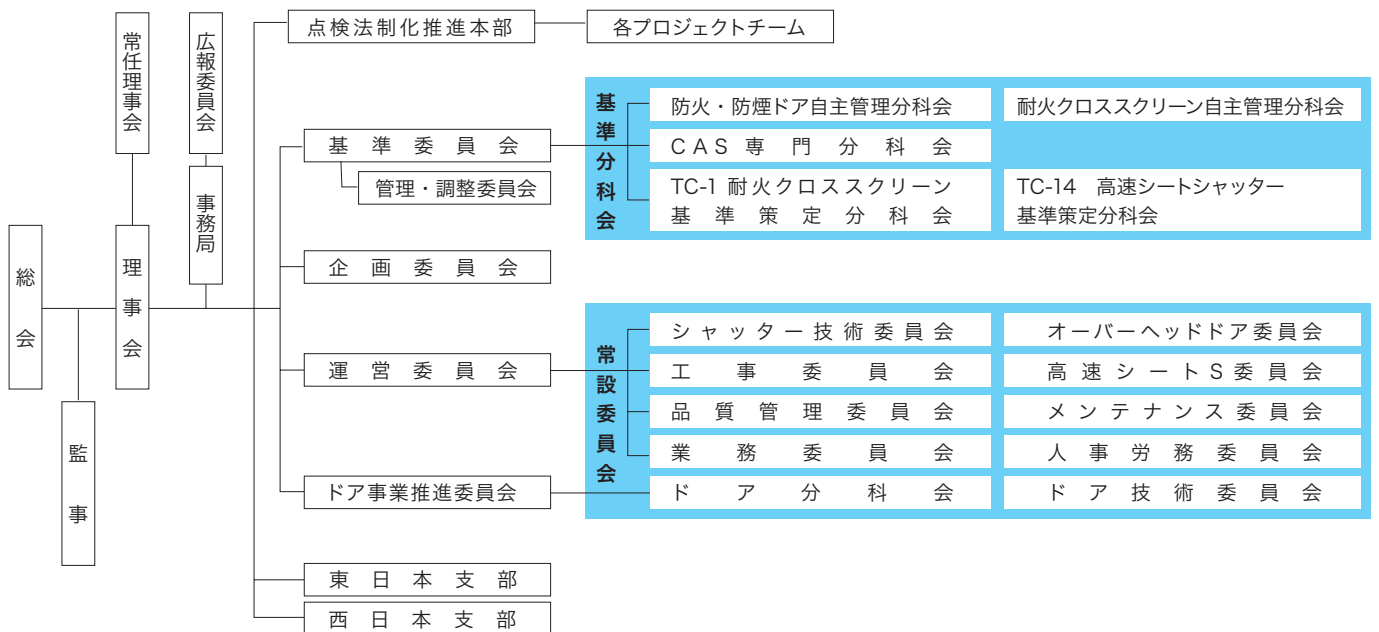 総会
監事
常任理事会
理事会
広報委員会
事務局
点検法制化推進本部
各プロジェクトチーム
基準委員会
管理・調整委員会
基準分科会
防火・防煙ドア自主管理分科会
耐火クロススクリーン自主管理分科会
CAS専門分科会
TC-1 耐火クロススクリーン
基準策定分科会
TC-14 高速シートシャッター
基準策定分科会
企画委員会
運営委員会
常設委員会
シャッター技術委員会
オーバーヘッドドア委員会
工事委員会
高速シートS委員会
品質管理委員会
メンテナンス委員会
業務委員会
人事労務委員会
ドア事業推進委員会
ドア分科会
ドア技術委員会
東日本支部
西日本支部